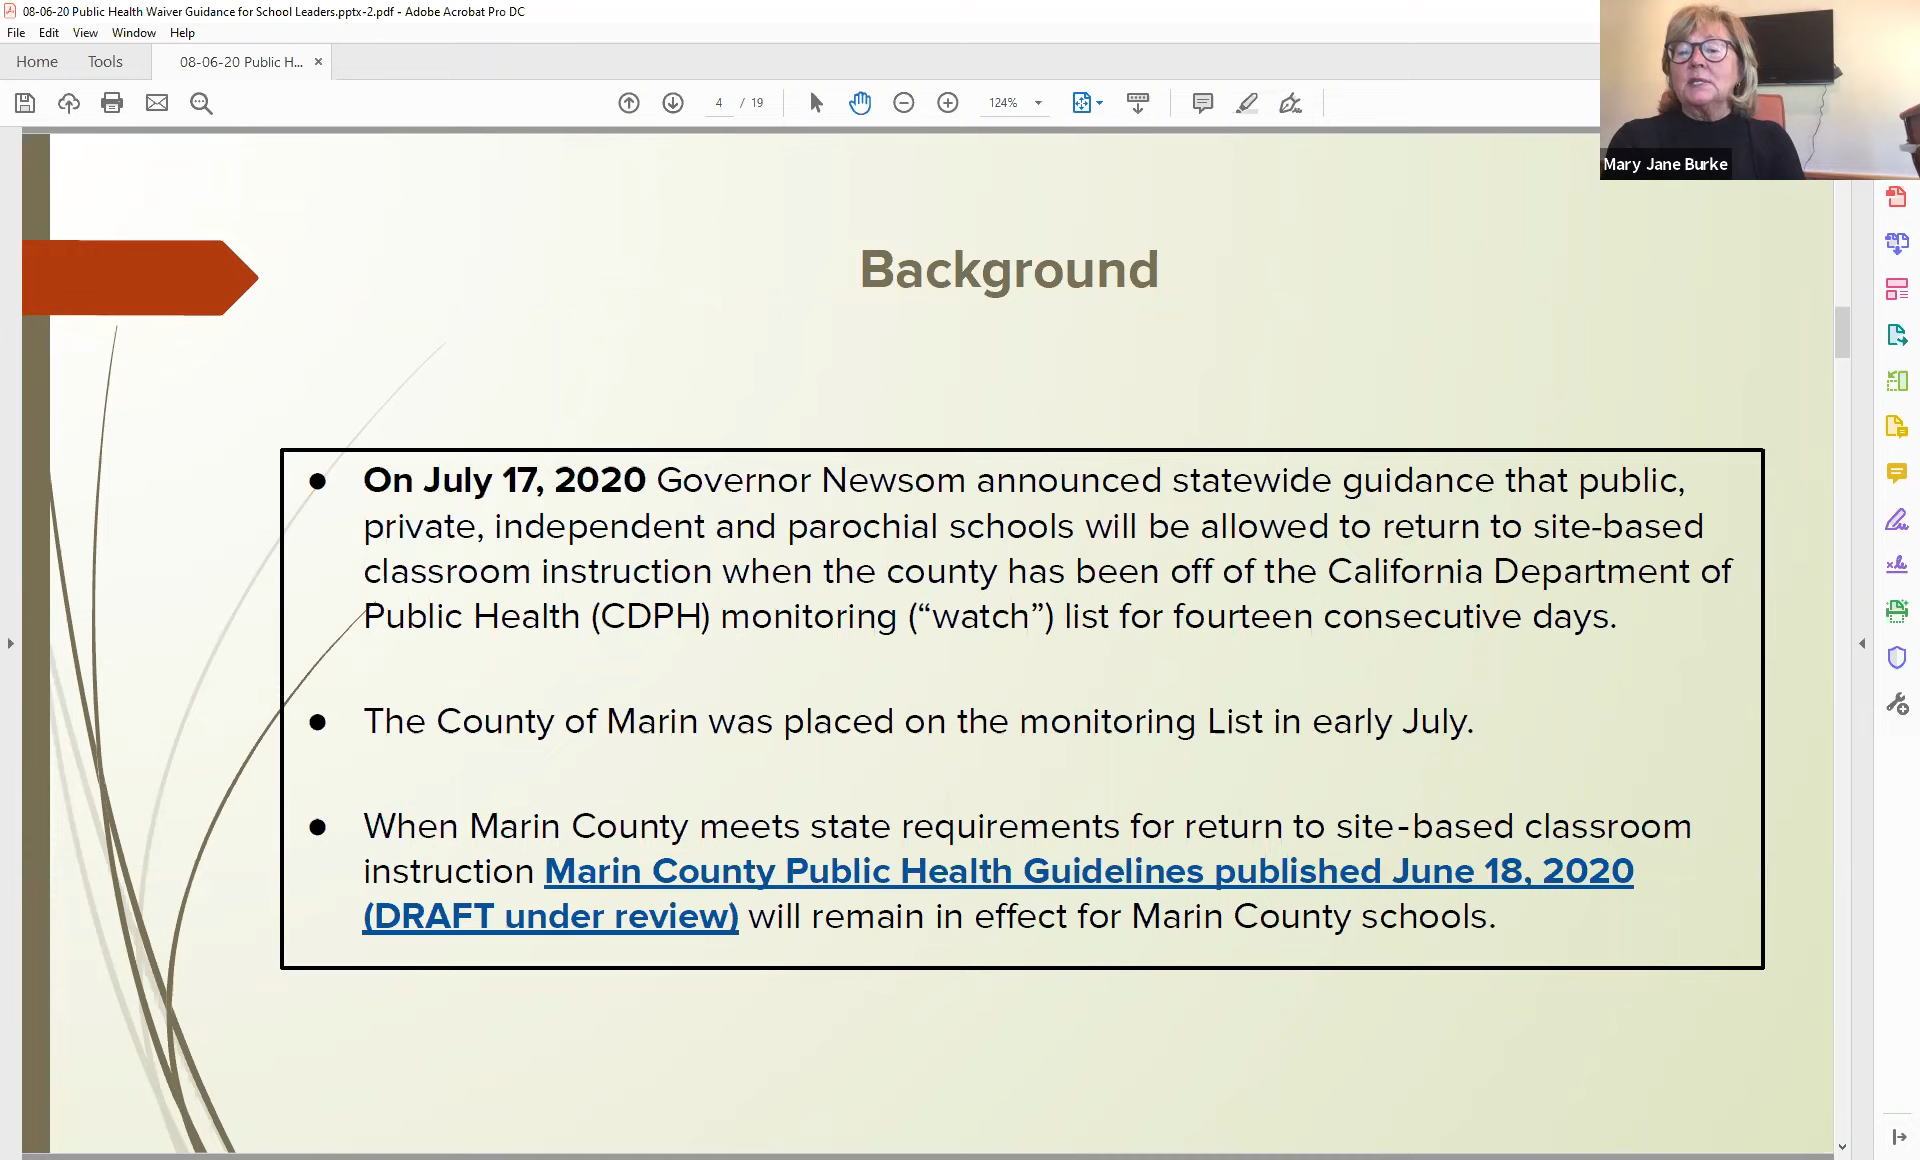 08-06-20 Public Health Waiver Guidance for School Leaders.pptx-2.pdf - Adobe Acrobat Pro DC
File Edit View Window Help
Home Tools 08-06-20 Public H... ×
4 / 19 124%
Mary Jane Burke
Background
● On July 17, 2020 Governor Newsom announced statewide guidance that public,
private, independent and parochial schools will be allowed to return to site-based
classroom instruction when the county has been off of the California Department of
Public Health (CDPH) monitoring (“watch”) list for fourteen consecutive days.
● The County of Marin was placed on the monitoring List in early July.
● When Marin County meets state requirements for return to site-based classroom
instruction Marin County Public Health Guidelines published June 18, 2020
(DRAFT under review) will remain in effect for Marin County schools.